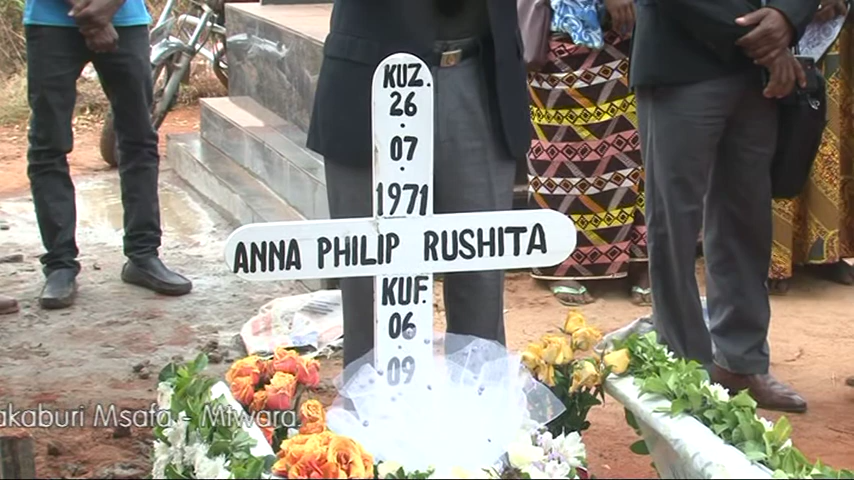 KUZ.
26
.
07
.
1971
ANNA PHILIP RUSHITA
KUF.
06
.
09
akaburi Msafa - Mtwara